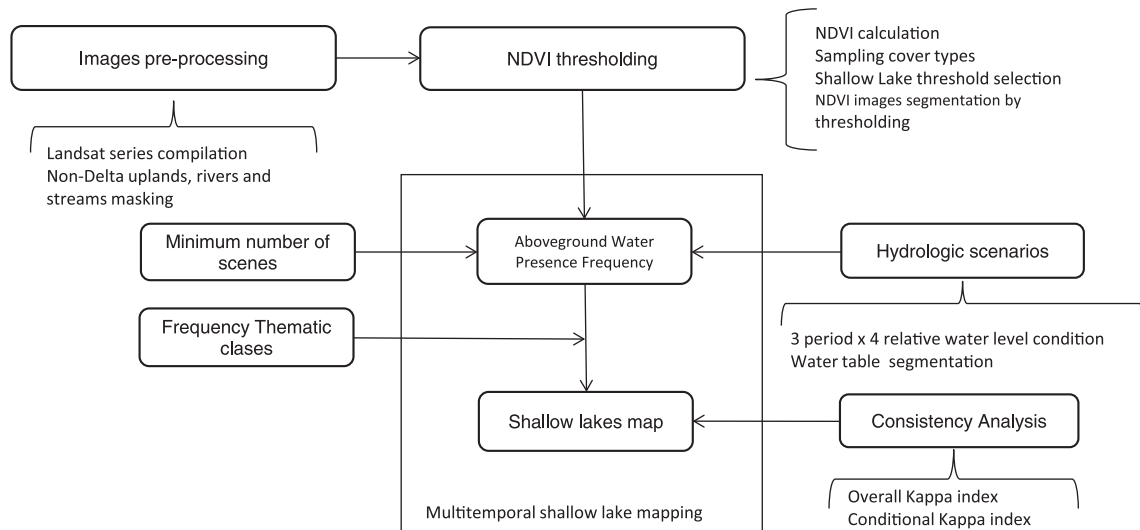 Images pre-processing
NDVI thresholding
NDVI calculation
Sampling cover types
Shallow Lake threshold selection
NDVI images segmentation by
thresholding
Landsat series compilation
Non-Delta uplands, rivers and
streams masking
Minimum number of
scenes
Aboveground Water
Presence Frequency
Hydrologic scenarios
Frequency Thematic
clases
3 period x 4 relative water level condition
Water table segmentation
Shallow lakes map
Consistency Analysis
Multitemporal shallow lake mapping
Overall Kappa index
Conditional Kappa index